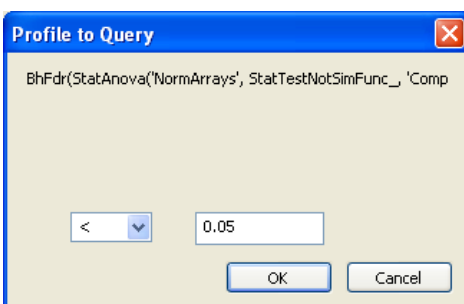 Profile to Query
BhFdr(StatAnova('NormArrays', StatTestNotSimFunc_, 'Comp
< 0.05
OK Cancel